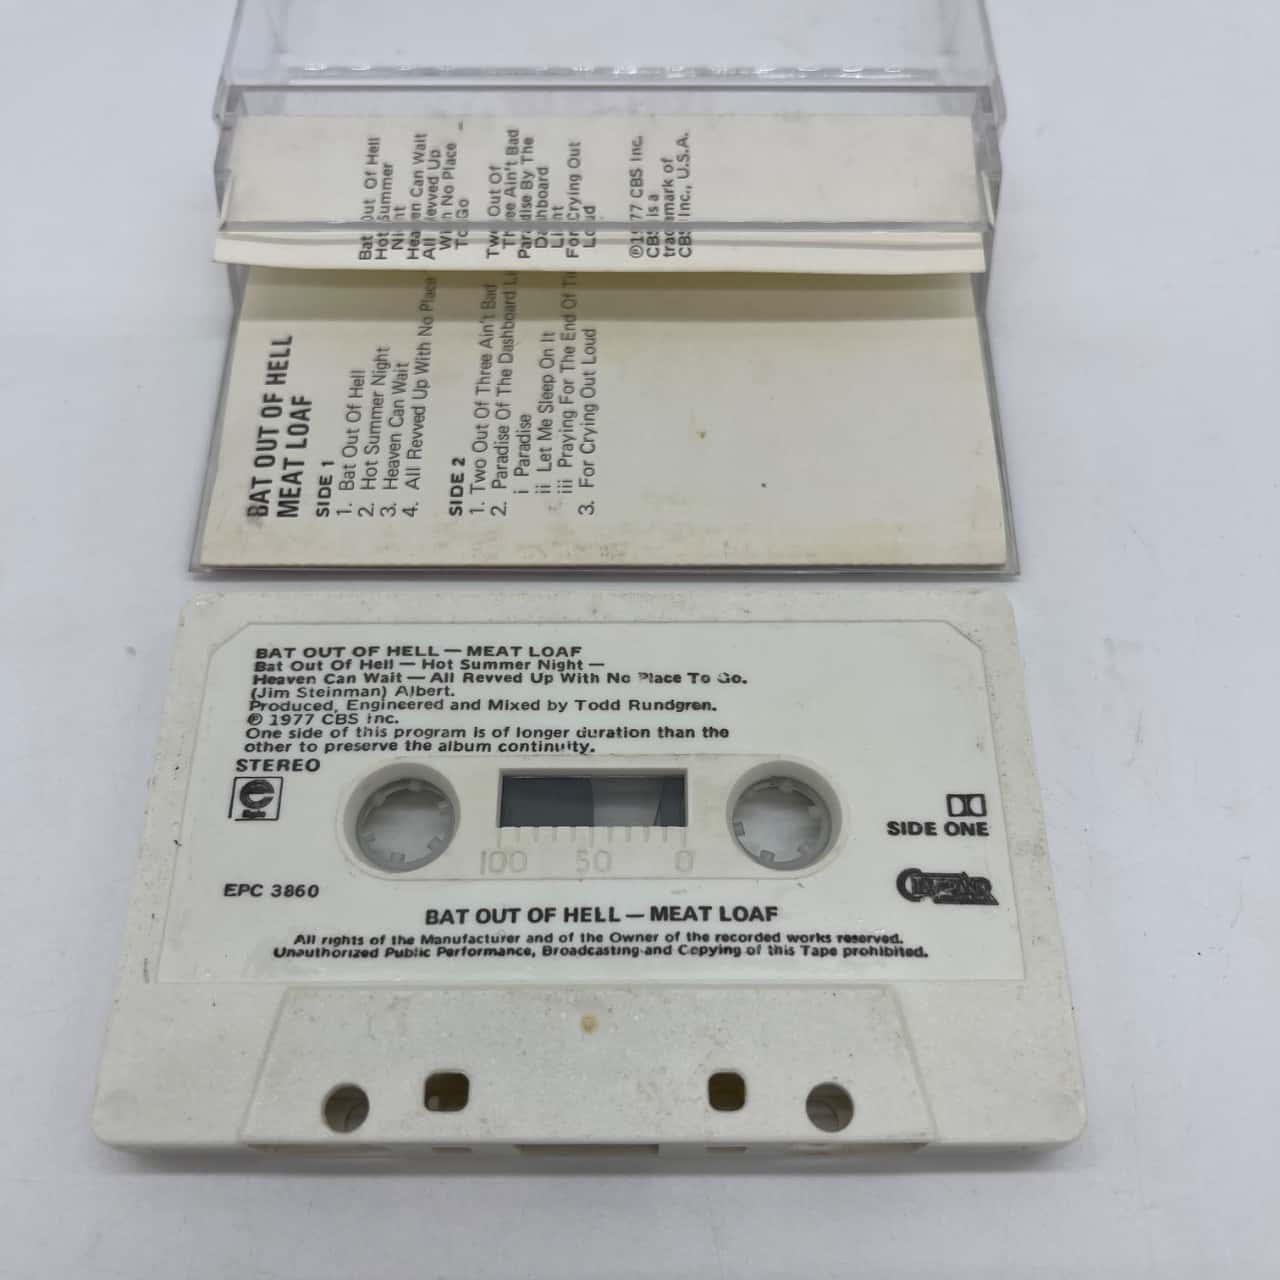 Bat Out Of Hell
Hot Summer
Night
Heaven Can Wait
All Revved Up
With No Place
To Go
Two Out Of
Three Ain't Bad
Paradise By The
Dashboard
Light
For Crying Out
Loud
℗1977 CBS Inc.
CBS is a
trademark of
CBS Inc., U.S.A.
BAT OUT OF HELL
MEAT LOAF
SIDE 1
1. Bat Out Of Hell
2. Hot Summer Night
3. Heaven Can Wait
4. All Revved Up With No Place
SIDE 2
1. Two Out Of Three Ain't Bad
2. Paradise Of The Dashboard
i Paradise
ii Let Me Sleep On It
iii Praying For The End Of
3. For Crying Out Loud
BAT OUT OF HELL — MEAT LOAF
Bat Out Of Hell — Hot Summer Night —
Heaven Can Wait — All Revved Up With No Place To Go.
(Jim Steinman) Albert.
Produced, Engineered and Mixed by Todd Rundgren.
℗ 1977 CBS Inc.
One side of this program is of longer duration than the
other to preserve the album continuity.
STEREO
e
Epic
SIDE ONE
100 50 0
EPC 3860
CLEVELAND
BAT OUT OF HELL — MEAT LOAF
All rights of the Manufacturer and of the Owner of the recorded works reserved.
Unauthorized Public Performance, Broadcasting and Copying of this Tape prohibited.